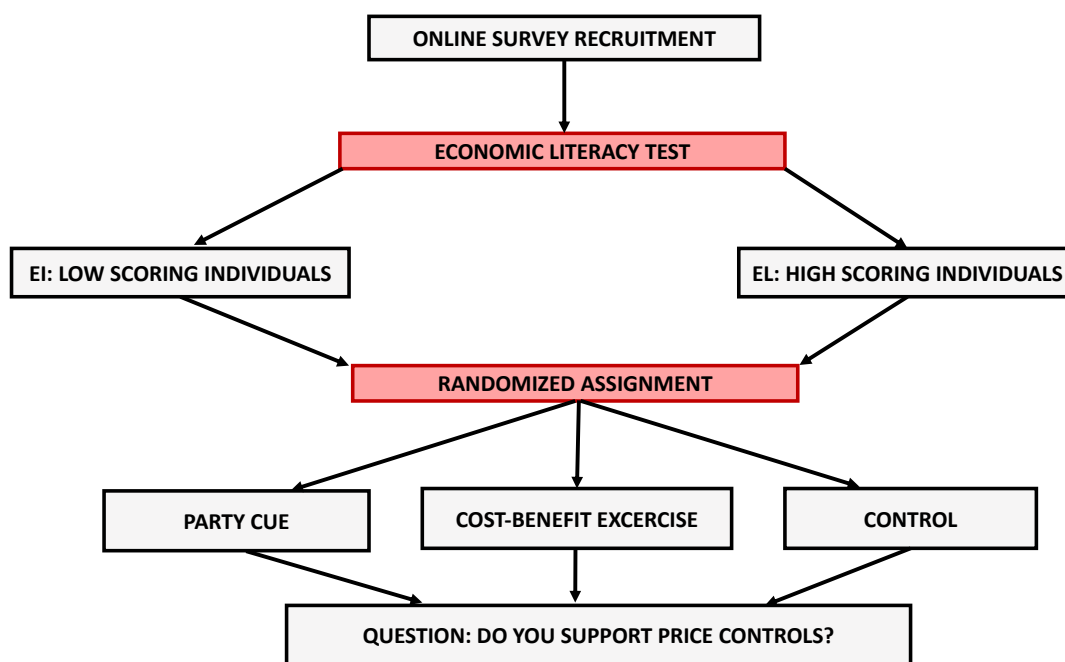 ONLINE SURVEY RECRUITMENT
ECONOMIC LITERACY TEST
EI: LOW SCORING INDIVIDUALS
EL: HIGH SCORING INDIVIDUALS
RANDOMIZED ASSIGNMENT
PARTY CUE
COST-BENEFIT EXCERCISE
CONTROL
QUESTION: DO YOU SUPPORT PRICE CONTROLS?